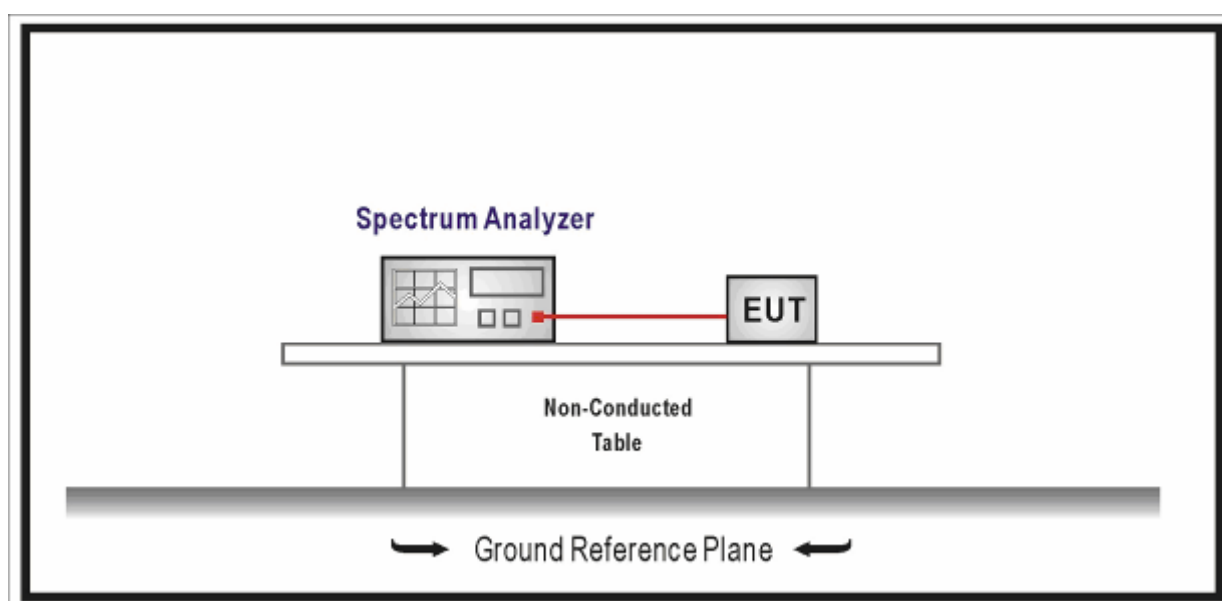 Spectrum Analyzer
EUT
Non-Conducted
Table
Ground Reference Plane